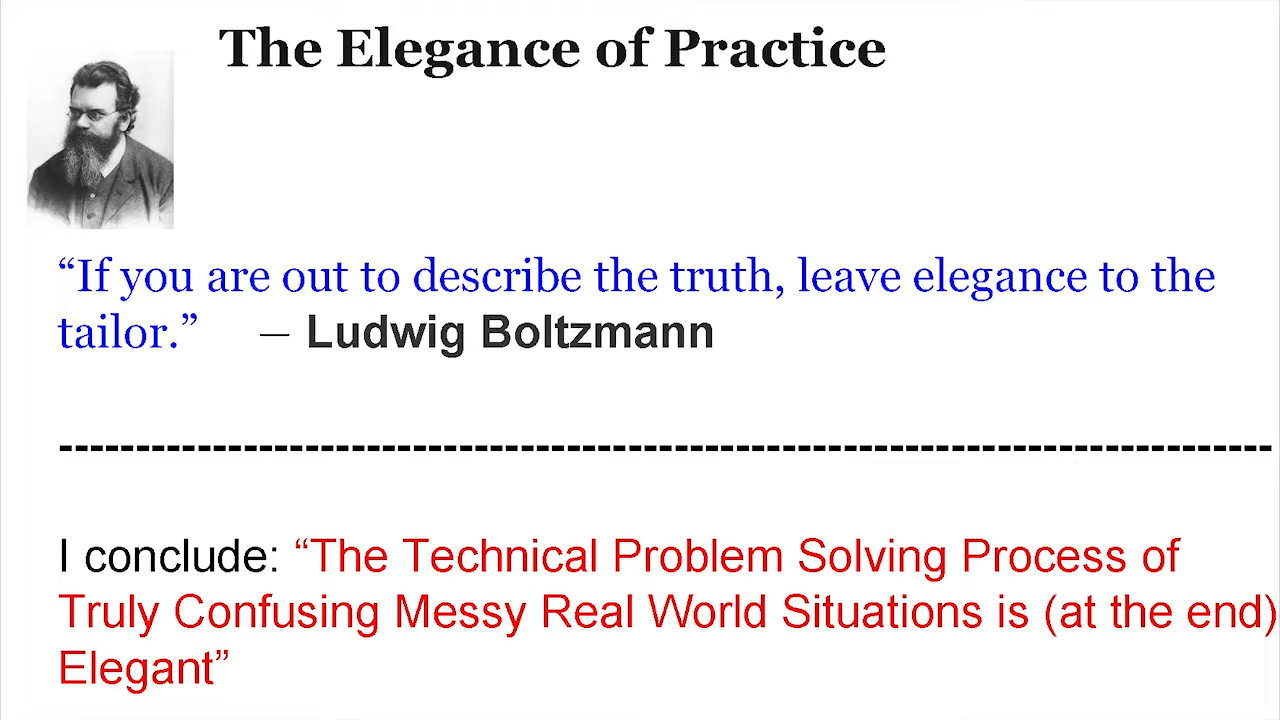 The Elegance of Practice
“If you are out to describe the truth, leave elegance to the
tailor.” — Ludwig Boltzmann
--------------------------------------------------------------------------------
I conclude: “The Technical Problem Solving Process of
Truly Confusing Messy Real World Situations is (at the end)
Elegant”